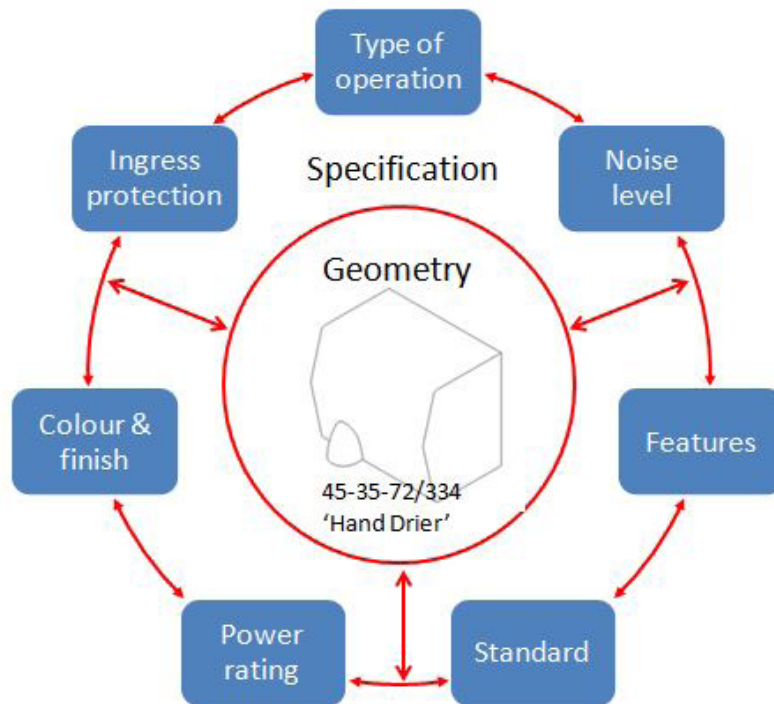 Type of
operation
Ingress
protection
Noise
level
Specification
Geometry
Colour &
finish
Features
45-35-72/334
‘Hand Drier’
Power
rating
Standard